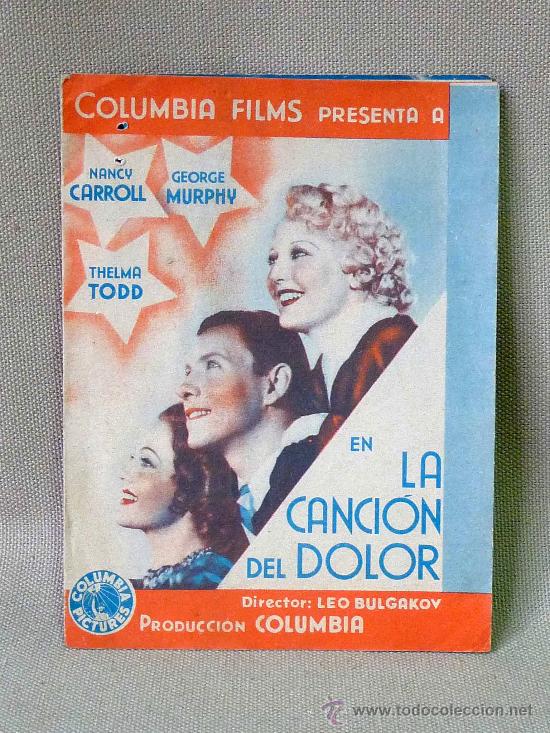 COLUMBIA FILMS PRESENTA A
NANCY
CARROLL
GEORGE
MURPHY
THELMA
TODD
EN
LA
CANCIÓN
DEL DOLOR
COLUMBIA
PICTURES
Director: LEO BULGAKOV
PRODUCCIÓN COLUMBIA
www.todocoleccion.net